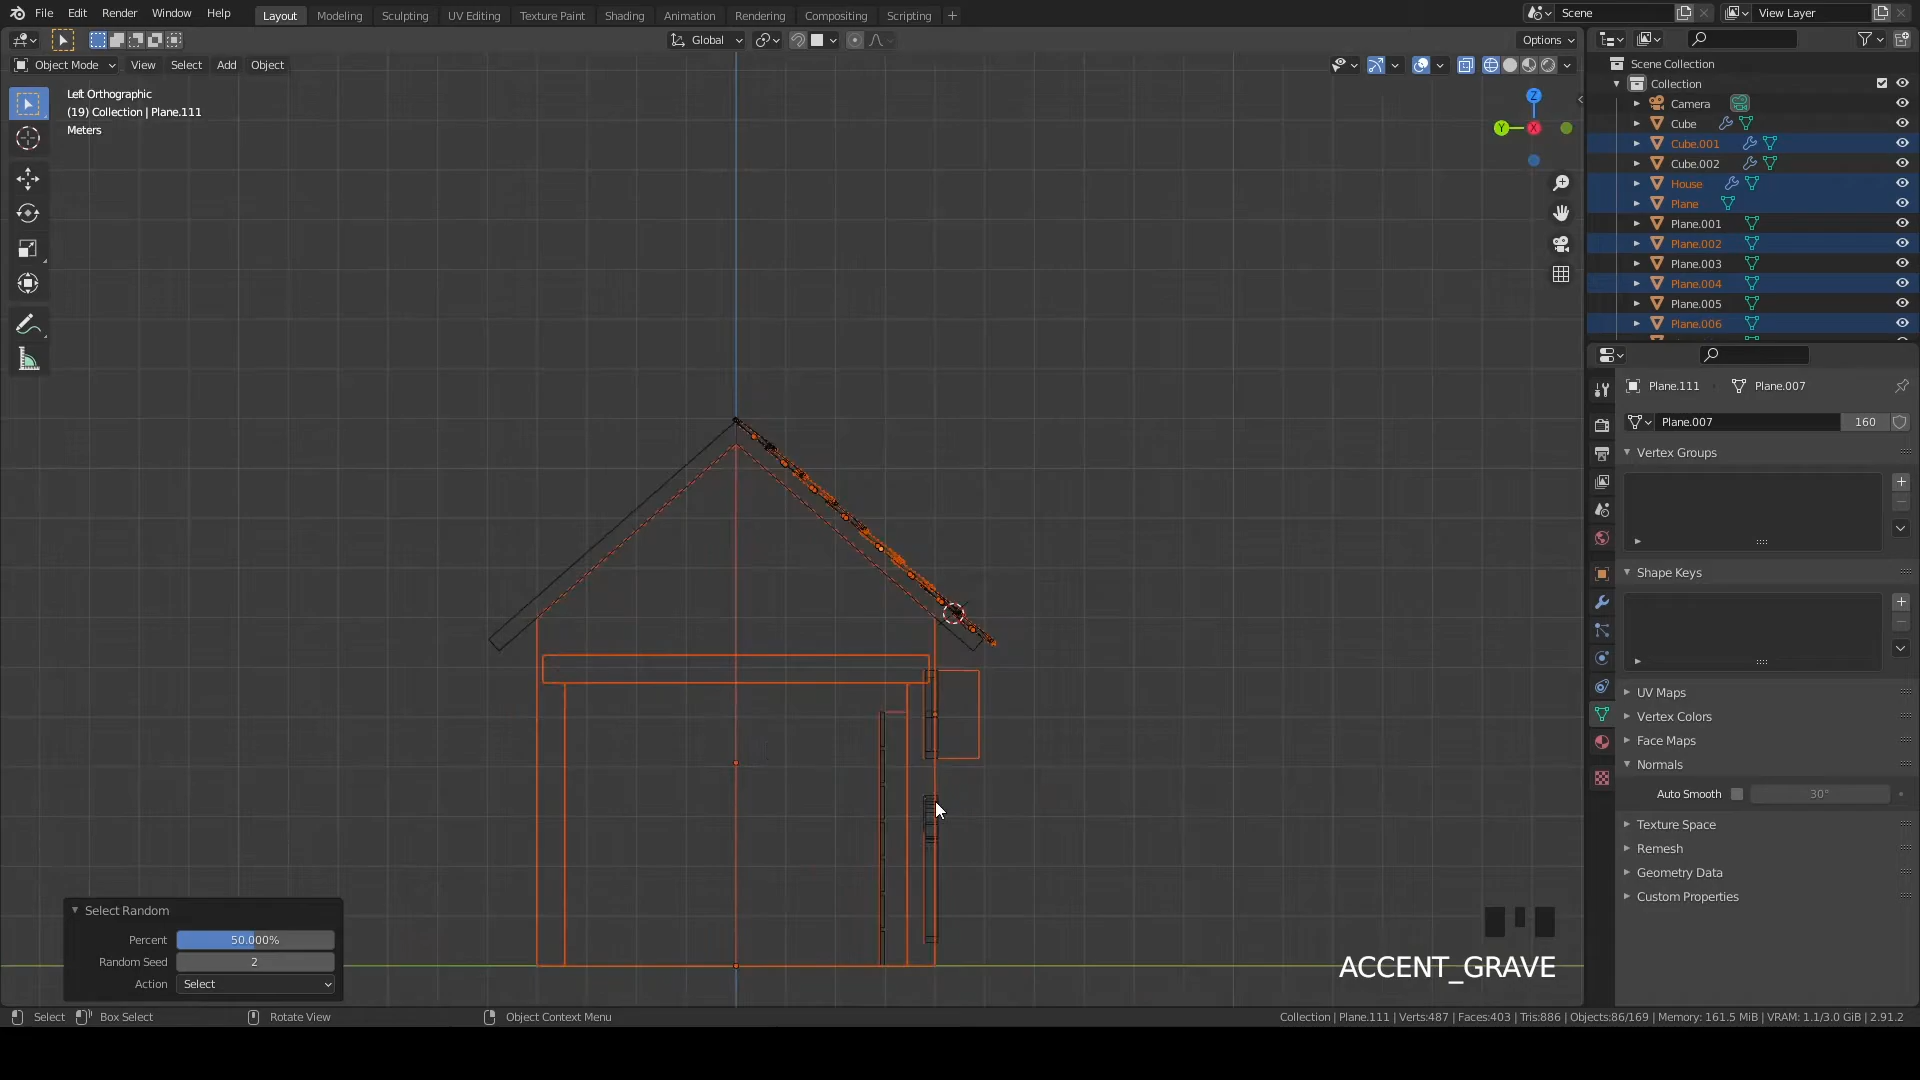 File Edit Render Window Help Layout Modeling Sculpting UV Editing Texture Paint Shading Animation Rendering Compositing Scripting + Scene View Layer
Global Options
Object Mode View Select Add Object
Left Orthographic
(19) Collection | Plane.111
Meters
Z
Y
X
Scene Collection
Collection
Camera
Cube
Cube.001
Cube.002
House
Plane
Plane.001
Plane.002
Plane.003
Plane.004
Plane.005
Plane.006
Plane.111 Plane.007
Plane.007 160
Vertex Groups
Shape Keys
UV Maps
Vertex Colors
Face Maps
Normals
Auto Smooth 30°
Texture Space
Remesh
Geometry Data
Custom Properties
Select Random
Percent 50.000%
Random Seed 2
Action Select
ACCENT_GRAVE
Select Box Select Rotate View Object Context Menu Collection | Plane.111 | Verts:487 | Faces:403 | Tris:886 | Objects:86/169 | Memory: 161.5 MiB | VRAM: 1.1/3.0 GiB | 2.91.2